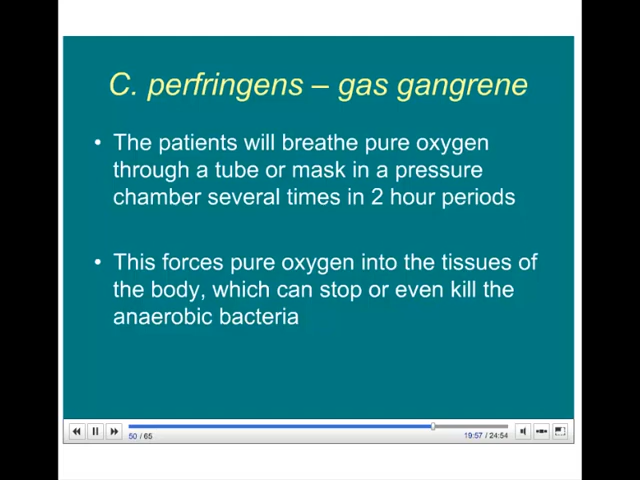 C. perfringens – gas gangrene
• The patients will breathe pure oxygen
through a tube or mask in a pressure
chamber several times in 2 hour periods
• This forces pure oxygen into the tissues of
the body, which can stop or even kill the
anaerobic bacteria
50 / 65
19:57 / 24:54